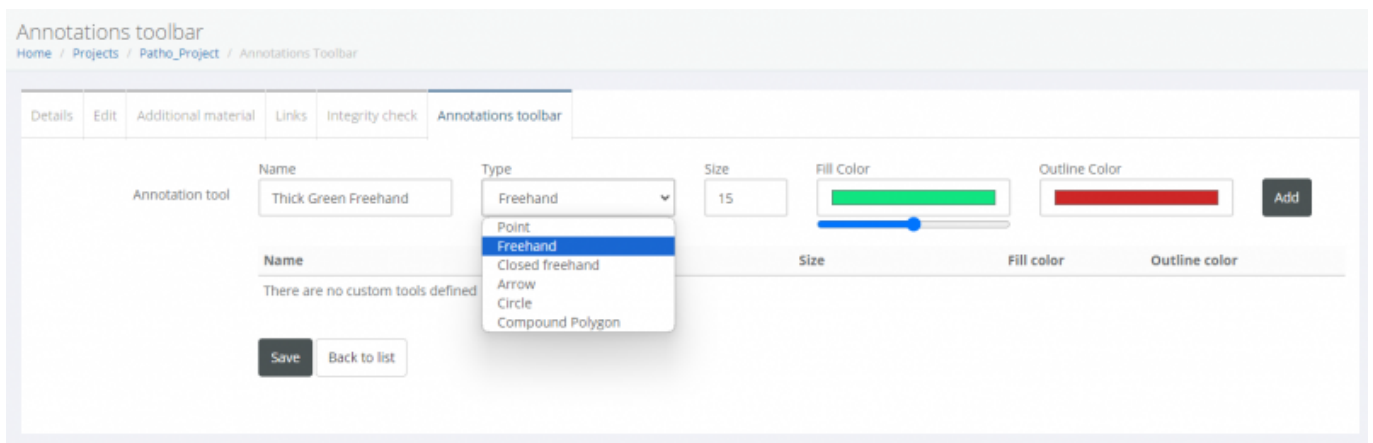 Annotations toolbar
Home / Projects / Patho_Project / Annotations Toolbar
Details Edit Additional material Links Integrity check Annotations toolbar
Name Type Size Fill Color Outline Color
Annotation tool Thick Green Freehand Freehand 15 Add
Point
Freehand
Closed freehand
Arrow
Circle
Compound Polygon
Name Size Fill color Outline color
There are no custom tools defined
Save Back to list